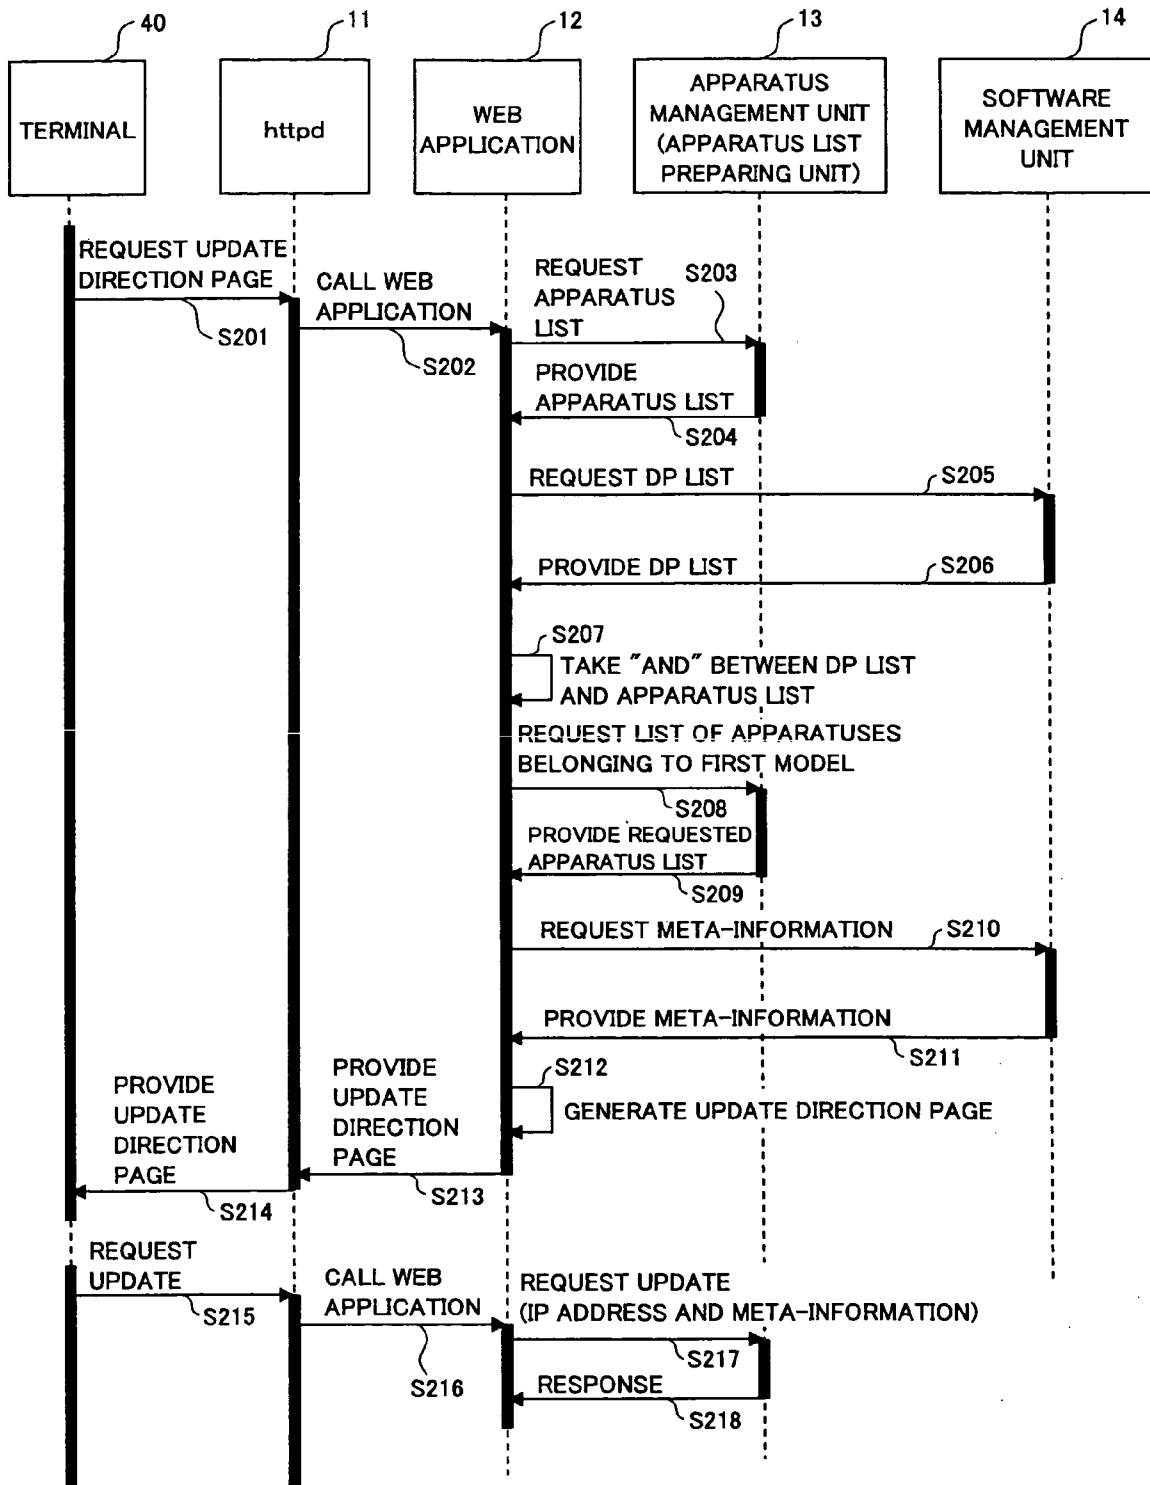 40
11
12
13
14
TERMINAL
httpd
WEB
APPLICATION
APPARATUS
MANAGEMENT UNIT
(APPARATUS LIST
PREPARING UNIT)
SOFTWARE
MANAGEMENT
UNIT
REQUEST UPDATE
DIRECTION PAGE
S201
CALL WEB
APPLICATION
S202
REQUEST
APPARATUS
LIST
S203
PROVIDE
APPARATUS LIST
S204
REQUEST DP LIST
S205
PROVIDE DP LIST
S206
S207
TAKE "AND" BETWEEN DP LIST
AND APPARATUS LIST
REQUEST LIST OF APPARATUSES
BELONGING TO FIRST MODEL
S208
PROVIDE REQUESTED
APPARATUS LIST
S209
REQUEST META-INFORMATION
S210
PROVIDE META-INFORMATION
S211
S212
GENERATE UPDATE DIRECTION PAGE
PROVIDE
UPDATE
DIRECTION
PAGE
S213
PROVIDE
UPDATE
DIRECTION
PAGE
S214
REQUEST
UPDATE
S215
CALL WEB
APPLICATION
S216
REQUEST UPDATE
(IP ADDRESS AND META-INFORMATION)
S217
RESPONSE
S218